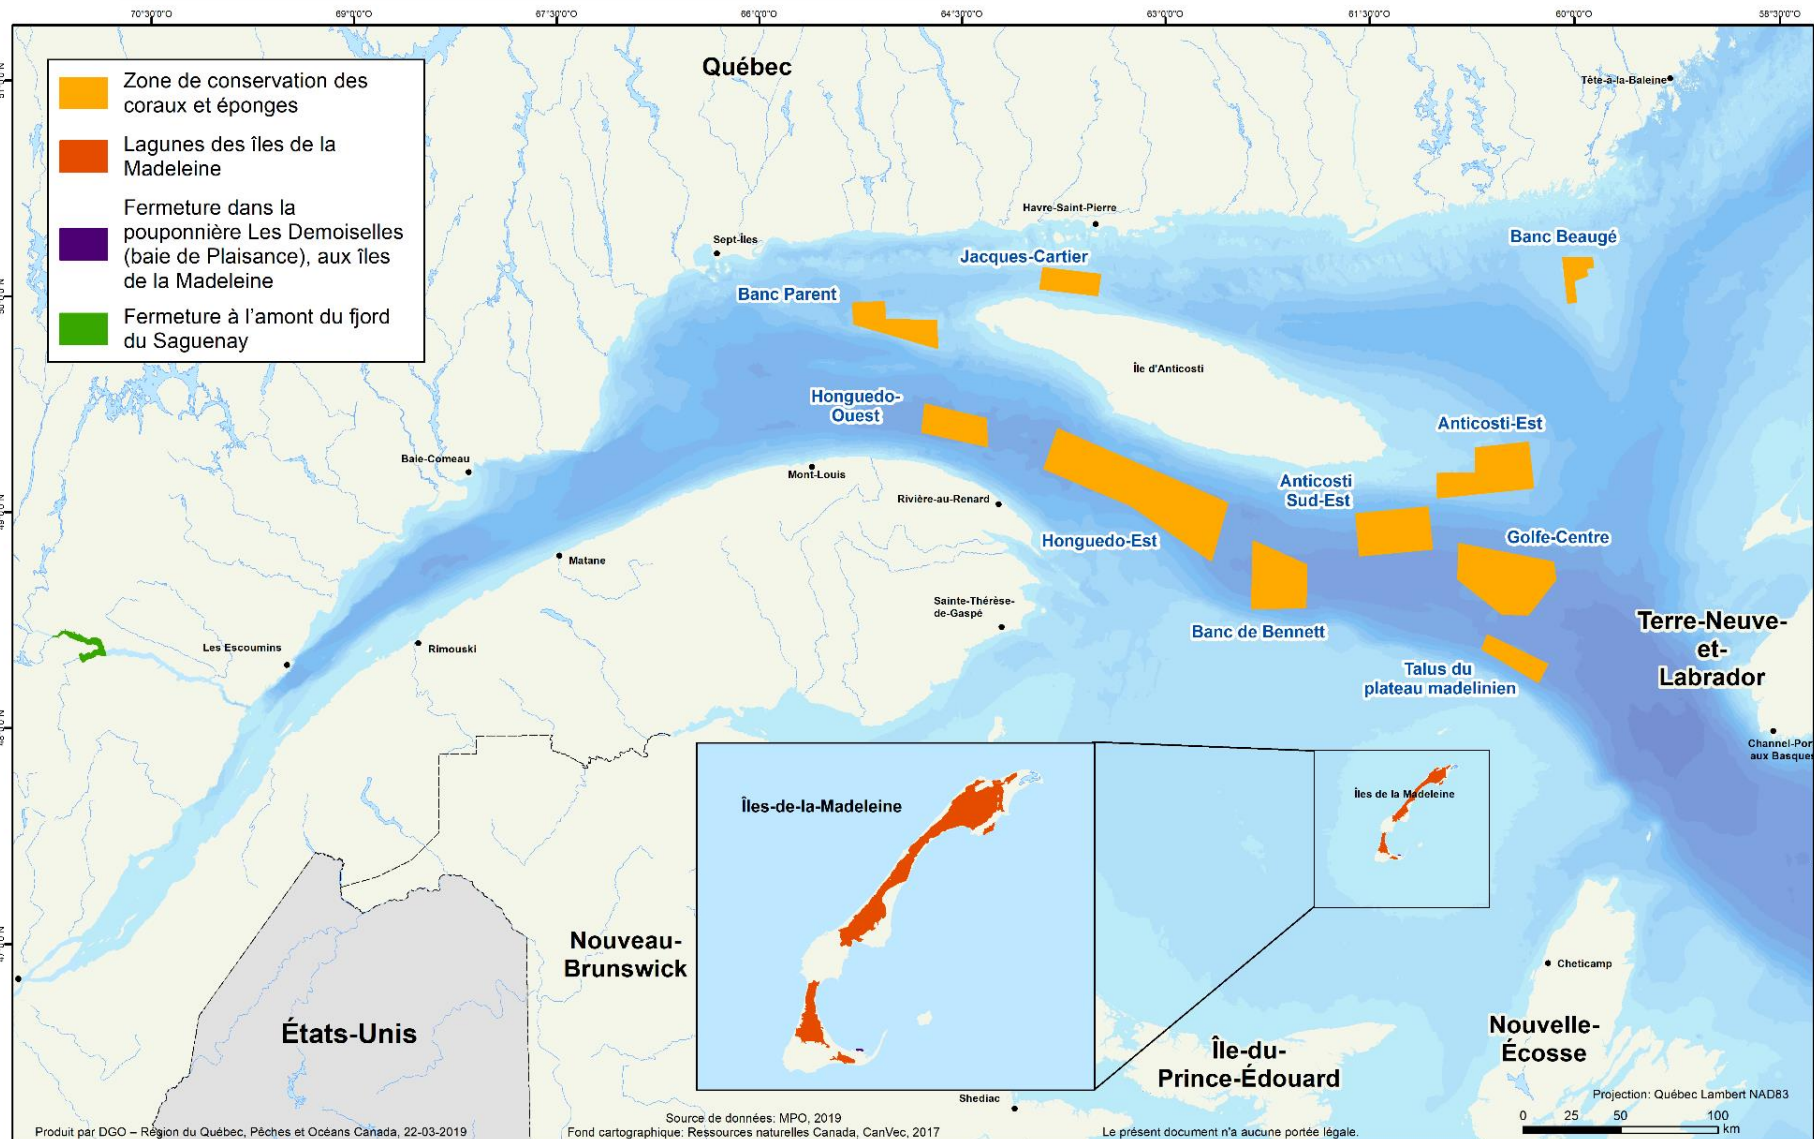 70°30'0"O
69°0'0"O
67°30'0"O
66°0'0"O
64°30'0"O
63°0'0"O
61°30'0"O
60°0'0"O
58°30'0"O
Québec
Zone de conservation des
coraux et éponges
Lagunes des îles de la
Madeleine
Fermeture dans la
pouponnière Les Demoiselles
(baie de Plaisance), aux îles
de la Madeleine
Fermeture à l'amont du fjord
du Saguenay
Tête-à-la-Baleine
Havre-Saint-Pierre
Sept-Îles
Banc Beaugé
Jacques-Cartier
Banc Parent
Île d'Anticosti
Honguedo-
Ouest
Anticosti-Est
Baie-Comeau
Mont-Louis
Anticosti
Sud-Est
Rivière-au-Renard
Honguedo-Est
Golfe-Centre
Matane
Sainte-Thérèse-
de-Gaspé
Banc de Bennett
Terre-Neuve-
et-
Labrador
Les Escoumins
Rimouski
Talus du
plateau madelinien
Channel-Por
aux Basques
Îles-de-la-Madeleine
Îles de la Madeleine
Nouveau-
Brunswick
Cheticamp
États-Unis
Nouvelle-
Écosse
Île-du-
Prince-Édouard
Shediac
Projection: Québec Lambert NAD83
0 25 50 100
km
Source de données: MPO, 2019
Produit par DGO – Région du Québec, Pêches et Océans Canada, 22-03-2019
Fond cartographique: Ressources naturelles Canada, CanVec, 2017
Le présent document n'a aucune portée légale.